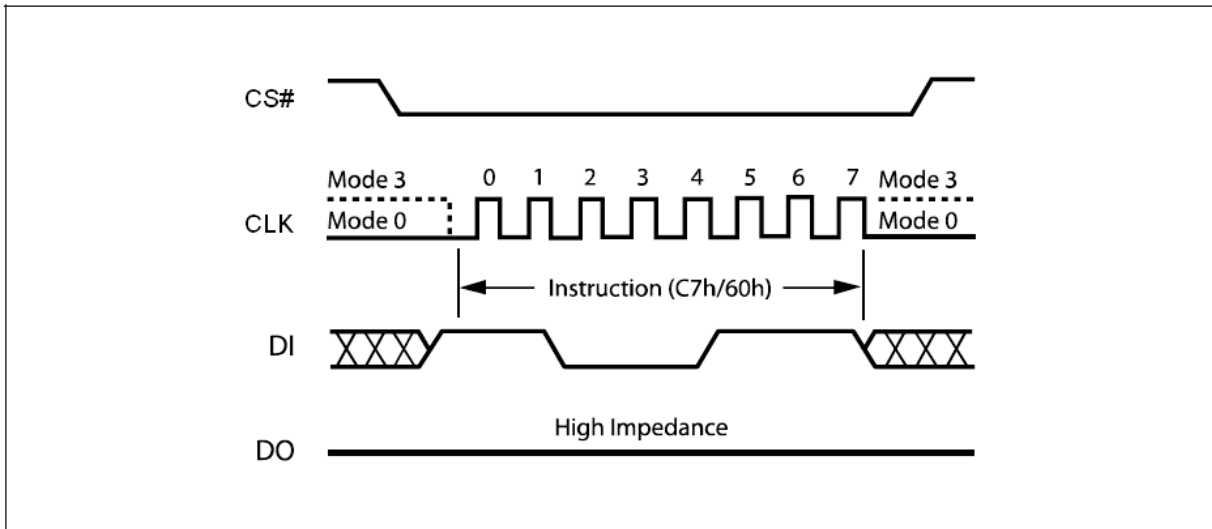 CS#
Mode 3 0 1 2 3 4 5 6 7 Mode 3
CLK Mode 0 Mode 0
Instruction (C7h/60h)
DI
High Impedance
DO